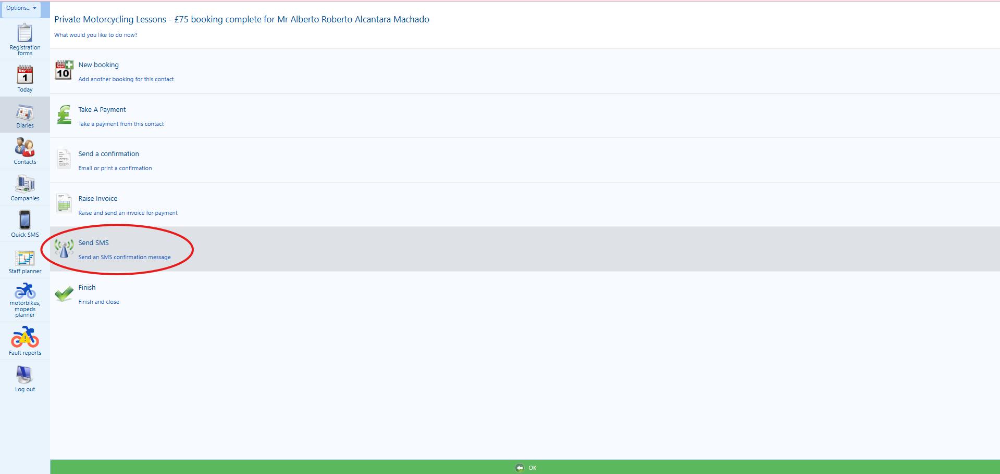 Options...
Registration
forms
Day
1
Today
Diaries
Contacts
Companies
Quick SMS
Staff planner
motorbikes,
mopeds
planner
Fault reports
Log out
Private Motorcycling Lessons - £75 booking complete for Mr Alberto Roberto Alcantara Machado
What would you like to do now?
Nov
10
New booking
Add another booking for this contact
£
Take A Payment
Take a payment from this contact
Send a confirmation
Email or print a confirmation
Raise Invoice
Raise and send an invoice for payment
Send SMS
Send an SMS confirmation message
Finish
Finish and close
OK